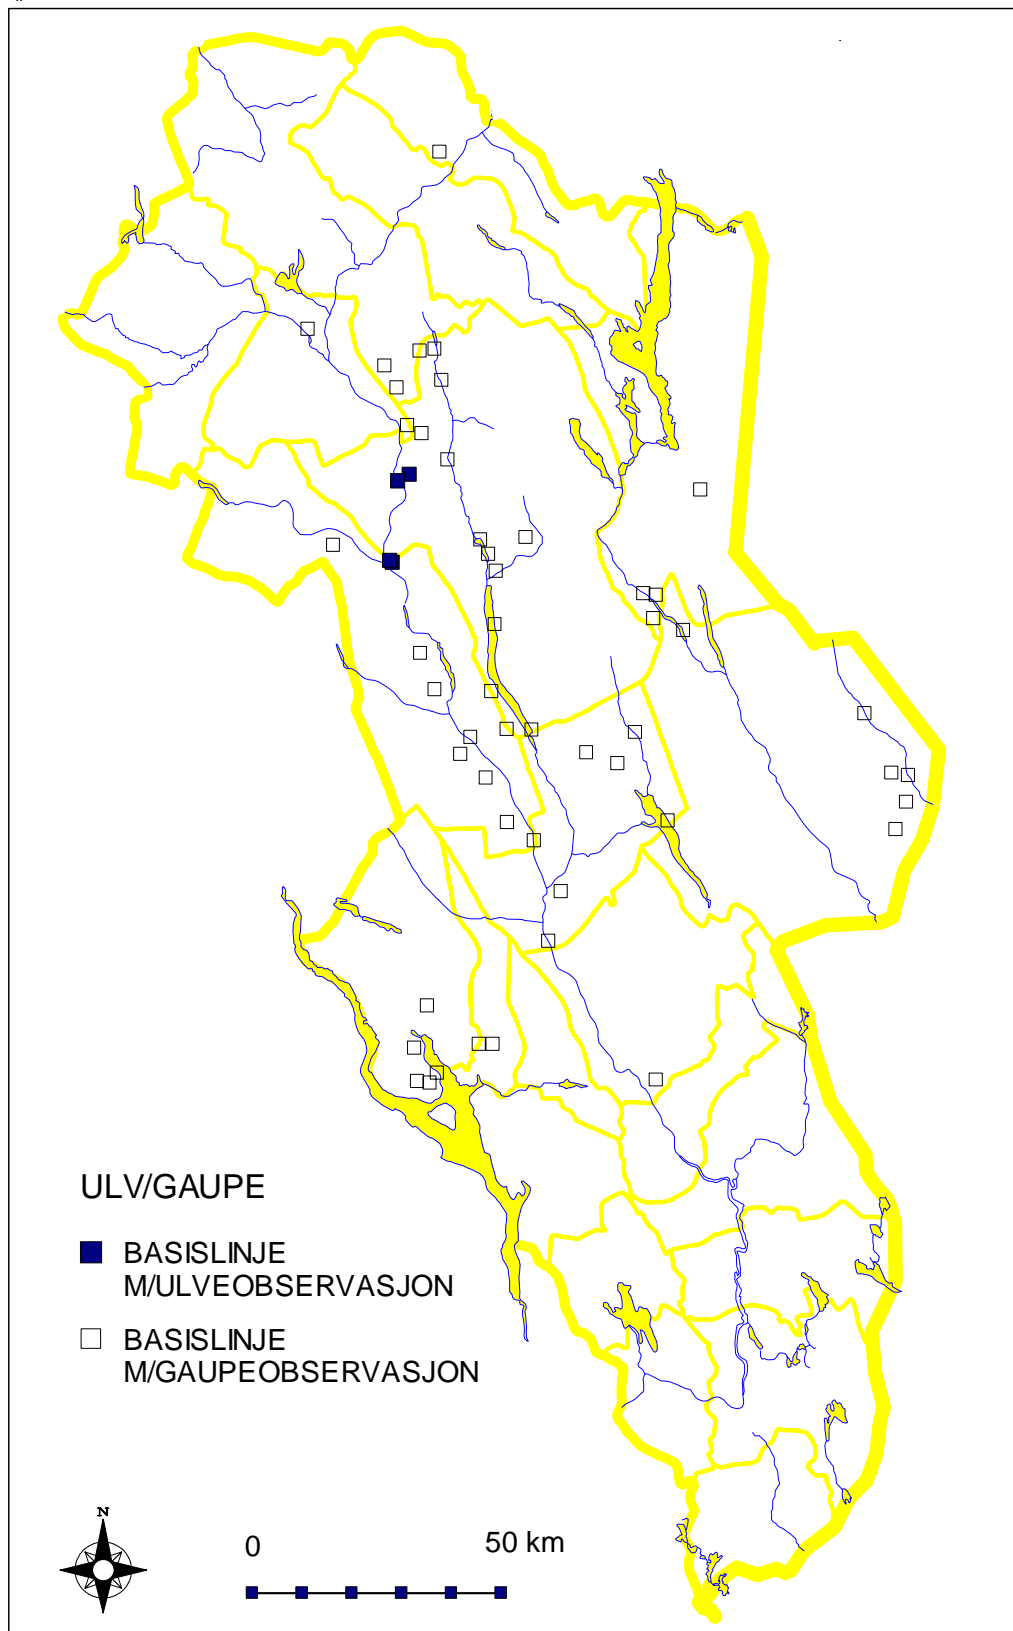 ULV/GAUPE
BASISLINJE
M/ULVEOBSERVASJON
BASISLINJE
M/GAUPEOBSERVASJON
N
0
50 km